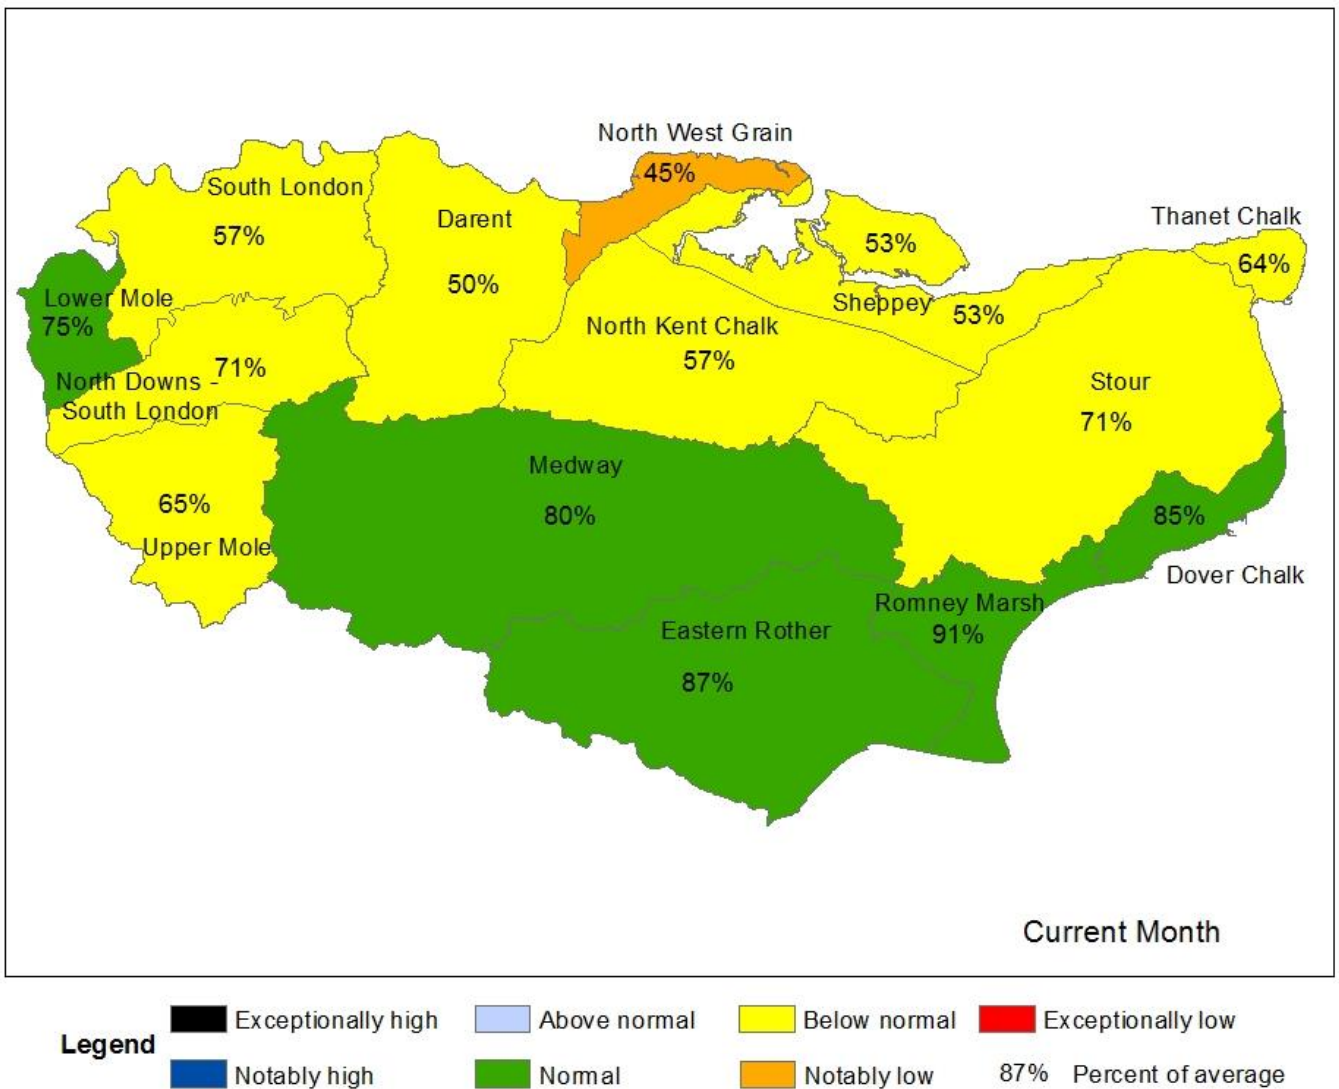 North West Grain
45%
South London
57%
Darent
50%
Thanet Chalk
64%
53%
Lower Mole
75%
Sheppey
53%
North Kent Chalk
57%
71%
North Downs -
South London
Stour
71%
Medway
80%
65%
Upper Mole
85%
Dover Chalk
Romney Marsh
91%
Eastern Rother
87%
Current Month
Legend
Exceptionally high
Above normal
Below normal
Exceptionally low
Notably high
Normal
Notably low
87% Percent of average